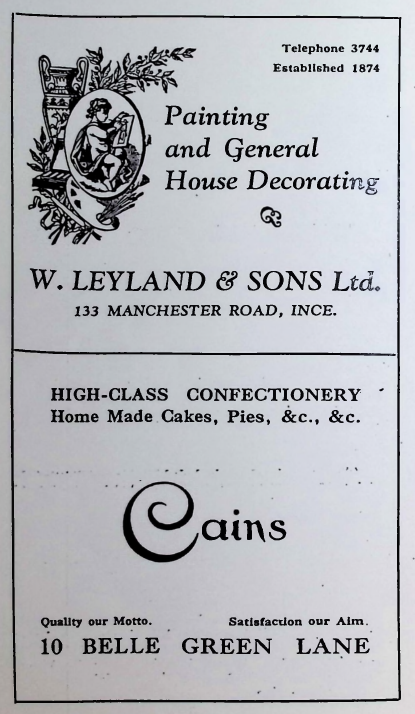 Telephone 3744
Established 1874
Painting
and General
House Decorating
W. LEYLAND & SONS Ltd.
133 MANCHESTER ROAD, INCE.
HIGH-CLASS CONFECTIONERY
Home Made Cakes, Pies, &c., &c.
Cains
Quality our Motto. Satisfaction our Aim.
10 BELLE GREEN LANE